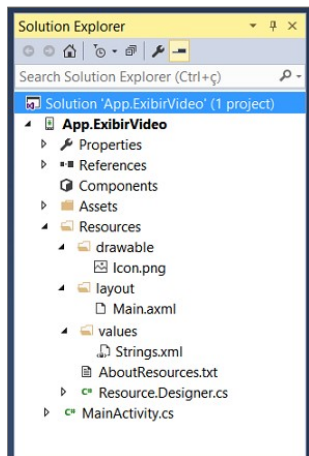 Solution Explorer
Search Solution Explorer (Ctrl+ç)
Solution 'App.ExibirVideo' (1 project)
App.ExibirVideo
Properties
References
Components
Assets
Resources
drawable
Icon.png
layout
Main.axml
values
Strings.xml
AboutResources.txt
C# Resource.Designer.cs
C# MainActivity.cs